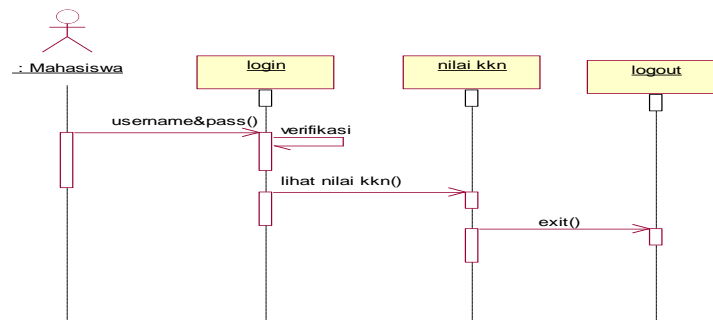 : Mahasiswa
login
nilai kkn
logout
username&pass()
verifikasi
lihat nilai kkn()
exit()